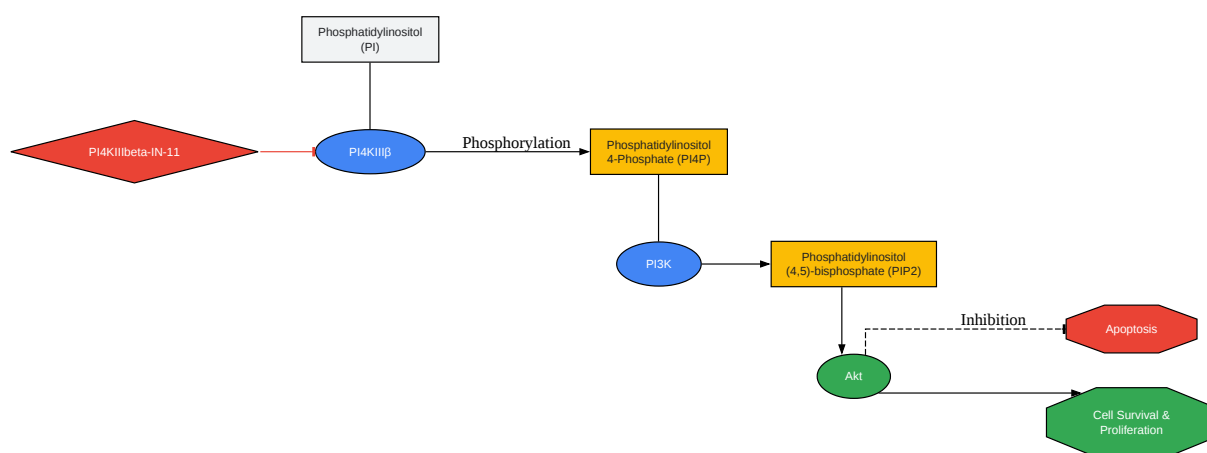 Phosphatidylinositol
(PI)
PI4KIIIbeta-IN-11
PI4KIIIβ
Phosphorylation
Phosphatidylinositol
4-Phosphate (PI4P)
PI3K
Phosphatidylinositol
(4,5)-bisphosphate (PIP2)
Inhibition
Apoptosis
Akt
Cell Survival &
Proliferation